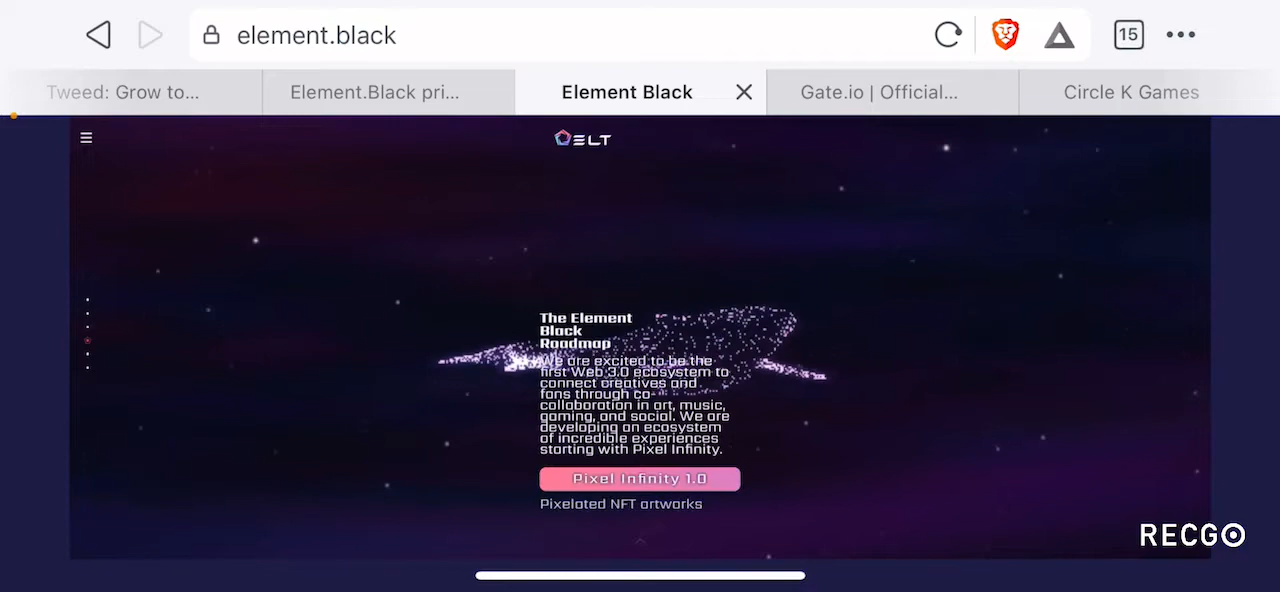 element.black
15
Tweed: Grow to...
Element.Black pri...
Element Black
Gate.io | Official...
Circle K Games
ELT
The Element
Black
Roadmap
We are excited to be the
first Web 3.0 ecosystem to
connect creatives and
fans through co-
collaboration in art, music,
gaming, and social. We are
developing an ecosystem
of incredible experiences
starting with Pixel Infinity.
Pixel Infinity 1.0
Pixelated NFT artworks
RECGO